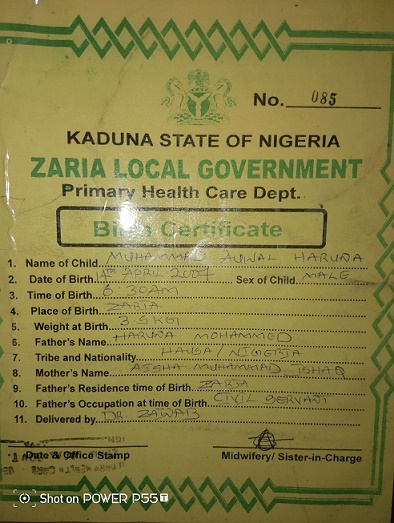 No. 085
KADUNA STATE OF NIGERIA
ZARIA LOCAL GOVERNMENT
Primary Health Care Dept.
Birth Certificate
1. Name of Child MUHAMMAD AUWAL HARUNA
2. Date of Birth APRIL 2007 Sex of Child MALE
3. Time of Birth 6:30AM
4. Place of Birth ZARIA
5. Weight at Birth 3.5KG
6. Father's Name HARUNA MOHAMMED
7. Tribe and Nationality HAUSA/NIGERIA
8. Mother's Name AISHA MUHAMMAD ISHAQ
9. Father's Residence time of Birth ZARIA
10. Father's Occupation at time of Birth CIVIL SERVANT
11. Delivered by DR.
Date & Office Stamp Midwifery/ Sister-in-Charge
Shot on POWER P55T